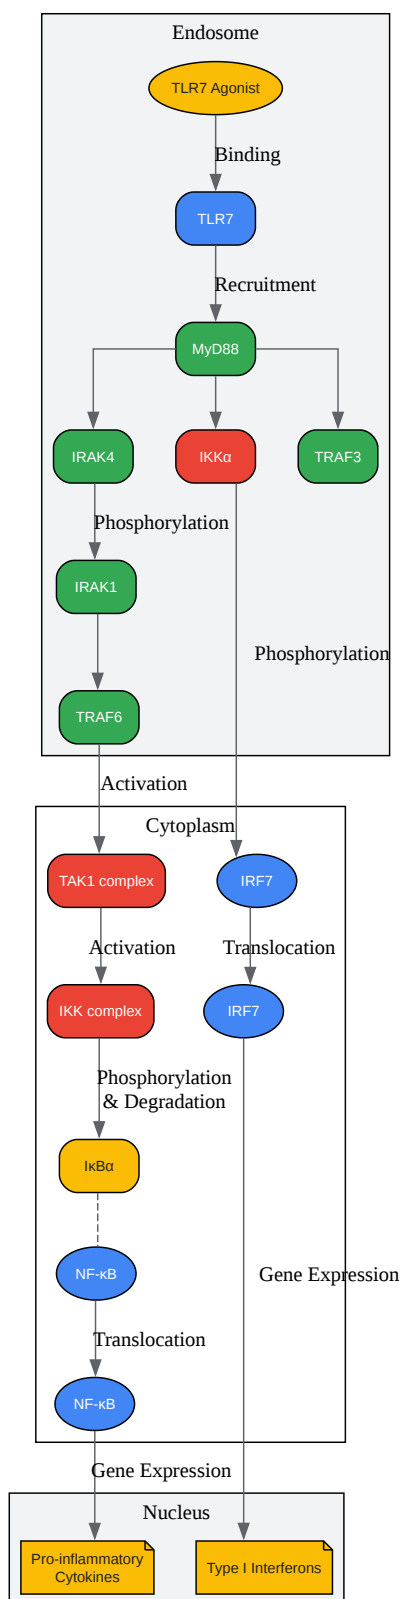 Endosome
TLR7 Agonist
Binding
TLR7
Recruitment
MyD88
IRAK4
IKKα
TRAF3
Phosphorylation
IRAK1
Phosphorylation
TRAF6
Activation
Cytoplasm
TAK1 complex
IRF7
Activation
Translocation
IKK complex
IRF7
Phosphorylation
& Degradation
IκBα
NF-κB
Gene Expression
Translocation
NF-κB
Gene Expression
Nucleus
Pro-inflammatory
Cytokines
Type I Interferons